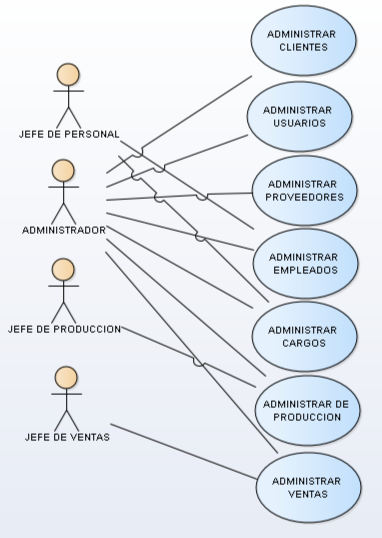 ADMINISTRAR
CLIENTES
ADMINISTRAR
USUARIOS
JEFE DE PERSONAL
ADMINISTRAR
PROVEEDORES
ADMINISTRADOR
ADMINISTRAR
EMPLEADOS
JEFE DE PRODUCCION
ADMINISTRAR
CARGOS
ADMINISTRAR DE
PRODUCCION
JEFE DE VENTAS
ADMINISTRAR
VENTAS